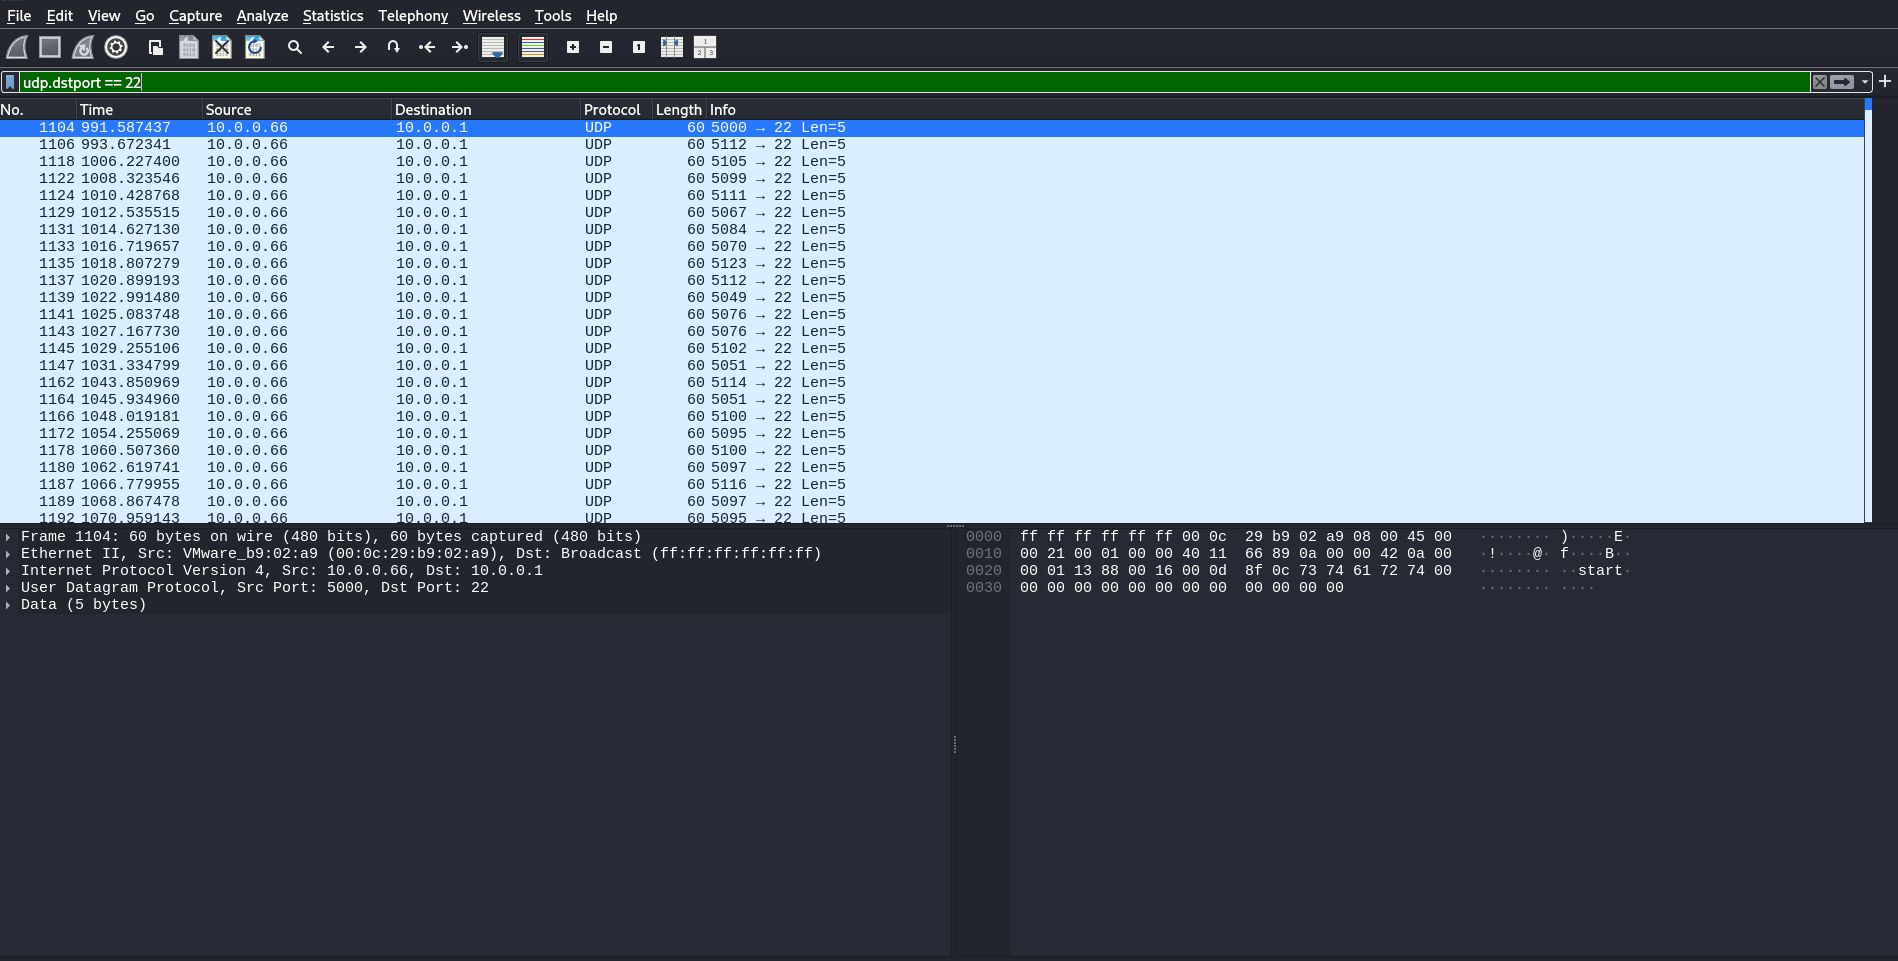 File Edit View Go Capture Analyze Statistics Telephony Wireless Tools Help
udp.dstport == 22
No. Time Source Destination Protocol Length Info
1104 991.587437 10.0.0.66 10.0.0.1 UDP 60 5000 → 22 Len=5
1106 993.672341 10.0.0.66 10.0.0.1 UDP 60 5112 → 22 Len=5
1118 1006.227400 10.0.0.66 10.0.0.1 UDP 60 5105 → 22 Len=5
1122 1008.323546 10.0.0.66 10.0.0.1 UDP 60 5099 → 22 Len=5
1124 1010.428768 10.0.0.66 10.0.0.1 UDP 60 5111 → 22 Len=5
1129 1012.535515 10.0.0.66 10.0.0.1 UDP 60 5067 → 22 Len=5
1131 1014.627130 10.0.0.66 10.0.0.1 UDP 60 5084 → 22 Len=5
1133 1016.719657 10.0.0.66 10.0.0.1 UDP 60 5070 → 22 Len=5
1135 1018.807279 10.0.0.66 10.0.0.1 UDP 60 5123 → 22 Len=5
1137 1020.899193 10.0.0.66 10.0.0.1 UDP 60 5112 → 22 Len=5
1139 1022.991480 10.0.0.66 10.0.0.1 UDP 60 5049 → 22 Len=5
1141 1025.083748 10.0.0.66 10.0.0.1 UDP 60 5076 → 22 Len=5
1143 1027.167730 10.0.0.66 10.0.0.1 UDP 60 5076 → 22 Len=5
1145 1029.255106 10.0.0.66 10.0.0.1 UDP 60 5102 → 22 Len=5
1147 1031.334799 10.0.0.66 10.0.0.1 UDP 60 5051 → 22 Len=5
1162 1043.850969 10.0.0.66 10.0.0.1 UDP 60 5114 → 22 Len=5
1164 1045.934960 10.0.0.66 10.0.0.1 UDP 60 5051 → 22 Len=5
1166 1048.019181 10.0.0.66 10.0.0.1 UDP 60 5100 → 22 Len=5
1172 1054.255069 10.0.0.66 10.0.0.1 UDP 60 5095 → 22 Len=5
1178 1060.507360 10.0.0.66 10.0.0.1 UDP 60 5100 → 22 Len=5
1180 1062.619741 10.0.0.66 10.0.0.1 UDP 60 5097 → 22 Len=5
1187 1066.779955 10.0.0.66 10.0.0.1 UDP 60 5116 → 22 Len=5
1189 1068.867478 10.0.0.66 10.0.0.1 UDP 60 5097 → 22 Len=5
1192 1070.959143 10.0.0.66 10.0.0.1 UDP 60 5095 → 22 Len=5
Frame 1104: 60 bytes on wire (480 bits), 60 bytes captured (480 bits)
Ethernet II, Src: VMware_b9:02:a9 (00:0c:29:b9:02:a9), Dst: Broadcast (ff:ff:ff:ff:ff:ff)
Internet Protocol Version 4, Src: 10.0.0.66, Dst: 10.0.0.1
User Datagram Protocol, Src Port: 5000, Dst Port: 22
Data (5 bytes)
0000 ff ff ff ff ff ff 00 0c 29 b9 02 a9 08 00 45 00 ········ )·····E·
0010 00 21 00 01 00 00 40 11 66 89 0a 00 00 42 0a 00 ·!····@· f····B··
0020 00 01 13 88 00 16 00 0d 8f 0c 73 74 61 72 74 00 ········ ··start·
0030 00 00 00 00 00 00 00 00 00 00 00 00 ········ ····